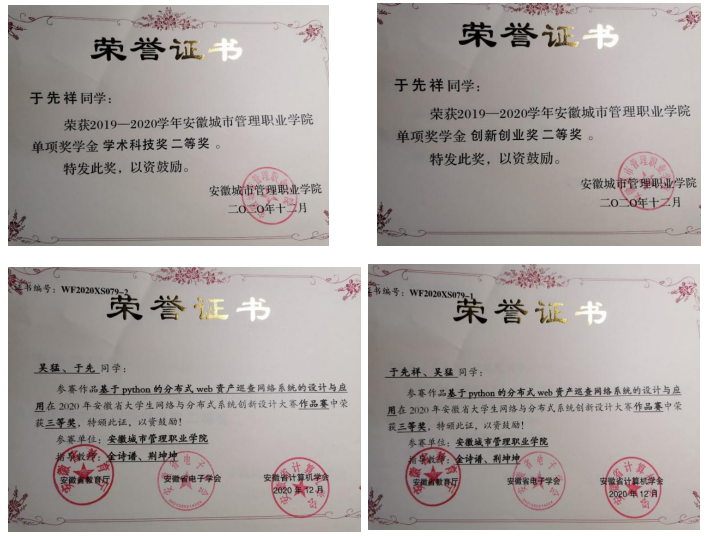 荣誉证书
于先祥同学：
荣获2019—2020学年安徽城市管理职业学院
单项奖学金 学术科技奖 二等奖 。
特发此奖，以资鼓励。
安徽城市管理职业学院
二〇二〇年十二月
荣誉证书
于先祥同学：
荣获2019—2020学年安徽城市管理职业学院
单项奖学金 创新创业奖 二等奖 。
特发此奖，以资鼓励。
安徽城市管理职业学院
二〇二〇年十二月
证书编号：WF2020XS079-2
荣誉证书
吴猛、于先 同学：
参赛作品基于python的分布式web资产巡查网络系统的设计与应
用在2020年安徽省大学生网络与分布式系统创新设计大赛作品赛中荣
获三等奖，特颁此证，以资鼓励！
参赛单位：安徽城市管理职业学院
指导教师：金诗谱、荆坤坤
安徽省教育厅
安徽省电子学会
安徽省计算机学会
2020年12月
书编号：WF2020XS079-1
荣誉证书
于先祥、吴猛 同学：
参赛作品基于python的分布式web资产巡查网络系统的设计与应
用在2020年安徽省大学生网络与分布式系统创新设计大赛作品赛中荣
获三等奖，特颁此证，以资鼓励！
参赛单位：安徽城市管理职业学院
指导教师：金诗谱、荆坤坤
安徽省教育厅
安徽省电子学会
安徽省计算机学会
2020年12月